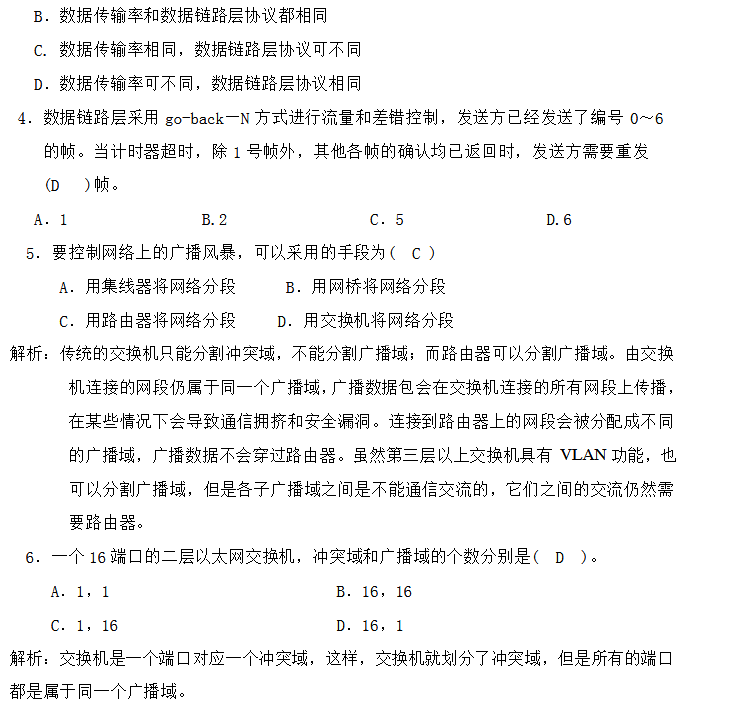 B．数据传输率和数据链路层协议都相同
C. 数据传输率相同，数据链路层协议可不同
D．数据传输率可不同，数据链路层协议相同
4．数据链路层采用 go-back—N 方式进行流量和差错控制，发送方已经发送了编号 0～6
的帧。当计时器超时，除 1 号帧外，其他各帧的确认均已返回时，发送方需要重发
(D )帧。
A．1 B.2 C．5 D.6
5．要控制网络上的广播风暴，可以采用的手段为( C )
A．用集线器将网络分段 B．用网桥将网络分段
C．用路由器将网络分段 D．用交换机将网络分段
解析：传统的交换机只能分割冲突域，不能分割广播域；而路由器可以分割广播域。由交换
机连接的网段仍属于同一个广播域，广播数据包会在交换机连接的所有网段上传播，
在某些情况下会导致通信拥挤和安全漏洞。连接到路由器上的网段会被分配成不同
的广播域，广播数据不会穿过路由器。虽然第三层以上交换机具有 VLAN 功能，也
可以分割广播域，但是各子广播域之间是不能通信交流的，它们之间的交流仍然需
要路由器。
6．一个 16 端口的二层以太网交换机，冲突域和广播域的个数分别是( D )。
A．1，1 B．16，16
C．1，16 D．16，1
解析：交换机是一个端口对应一个冲突域，这样，交换机就划分了冲突域，但是所有的端口
都是属于同一个广播域。